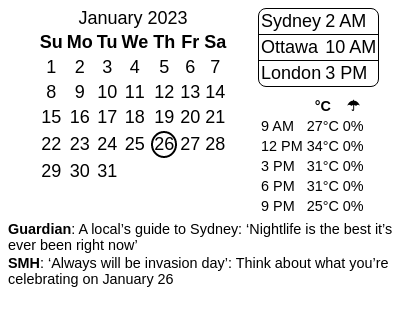 January 2023
Su Mo Tu We Th Fr Sa
1 2 3 4 5 6 7
8 9 10 11 12 13 14
15 16 17 18 19 20 21
22 23 24 25 26 27 28
29 30 31
Sydney 2 AM
Ottawa 10 AM
London 3 PM
°C ☂
9 AM 27°C 0%
12 PM 34°C 0%
3 PM 31°C 0%
6 PM 31°C 0%
9 PM 25°C 0%
Guardian: A local’s guide to Sydney: ‘Nightlife is the best it’s
ever been right now’
SMH: ‘Always will be invasion day’: Think about what you’re
celebrating on January 26